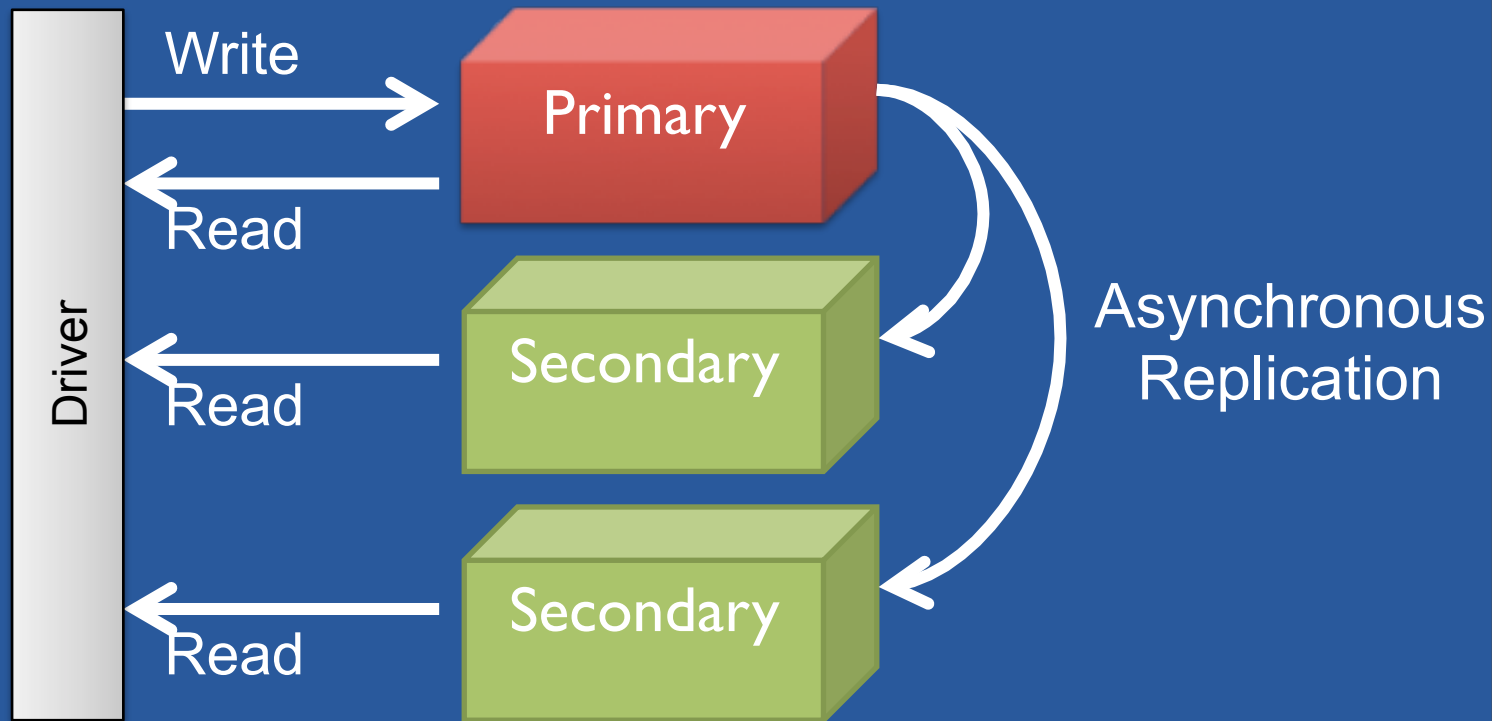 Write
Primary
Read
Driver
Secondary
Read
Asynchronous
Replication
Secondary
Read